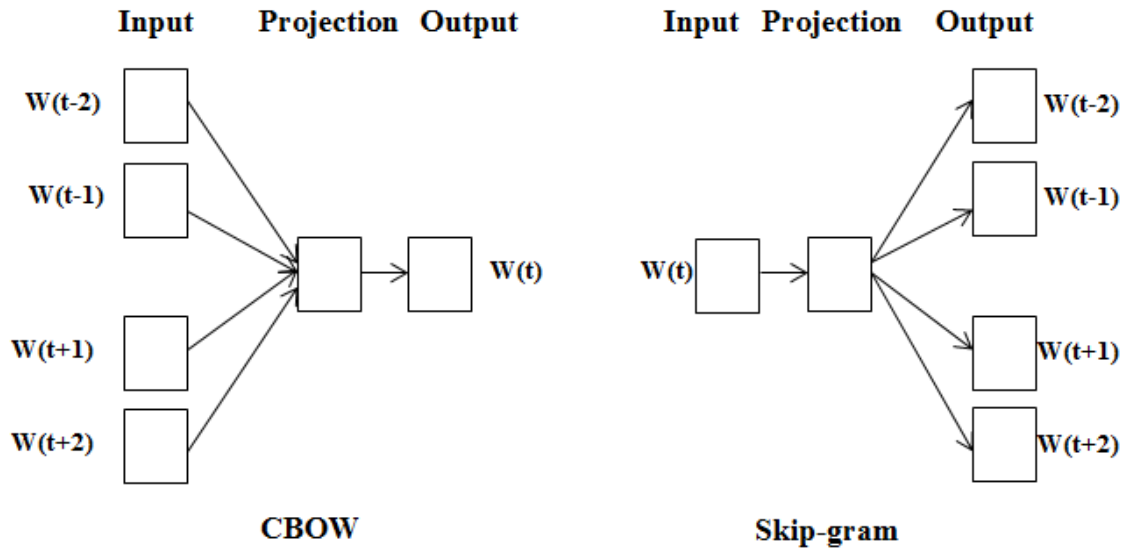 Input Projection Output
W(t-2)
W(t-1)
W(t)
W(t+1)
W(t+2)
CBOW
Input Projection Output
W(t-2)
W(t-1)
W(t)
W(t+1)
W(t+2)
Skip-gram